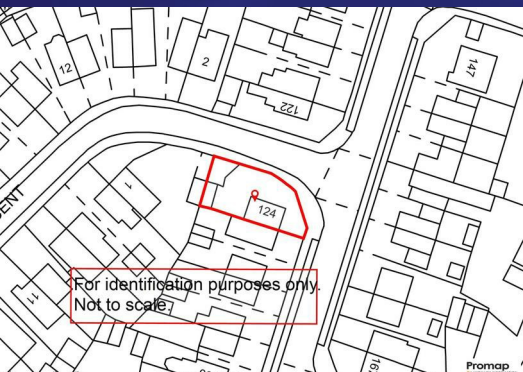 147
2
12
122
124
1
ENT
11
For identification purposes only.
Not to scale.
Promap